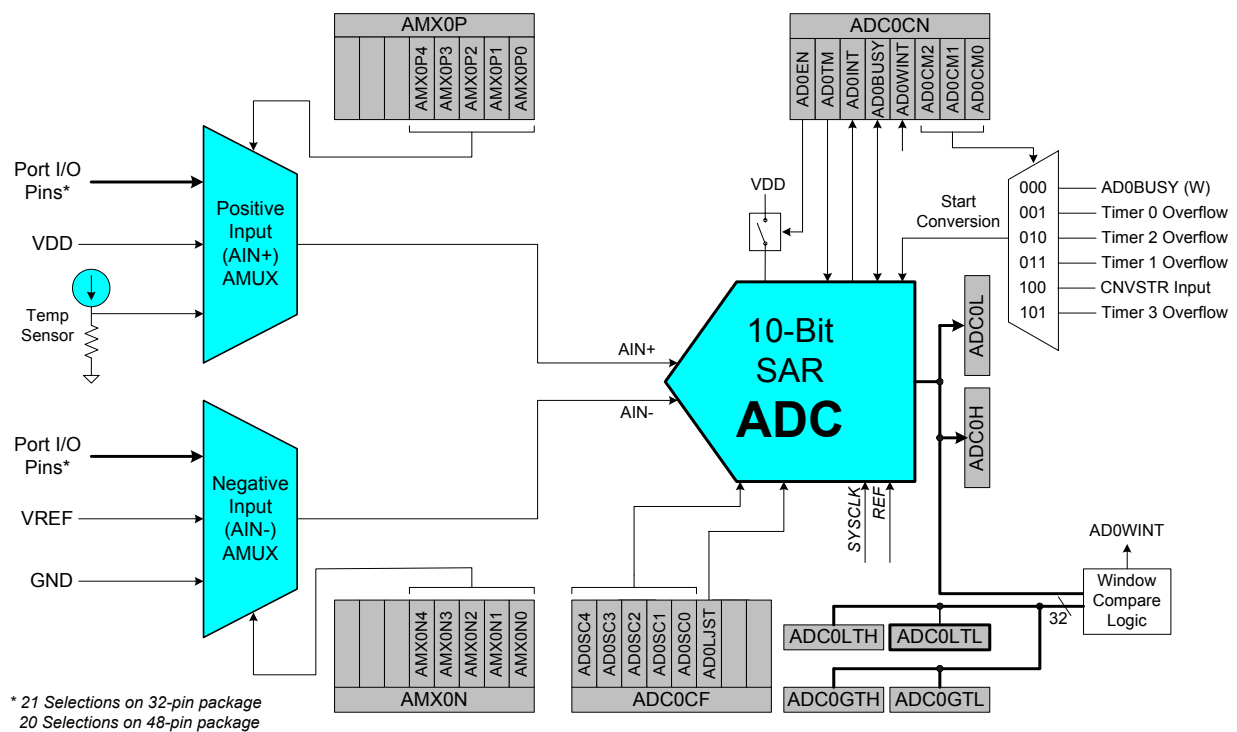 AMX0P
AMX0P4
AMX0P3
AMX0P2
AMX0P1
AMX0P0
ADC0CN
AD0EN
AD0TM
AD0INT
AD0BUSY
AD0WINT
AD0CM2
AD0CM1
AD0CM0
Port I/O
Pins*
VDD
Temp
Sensor
Positive
Input
(AIN+)
AMUX
VDD
Start
Conversion
000
AD0BUSY (W)
001
Timer 0 Overflow
010
Timer 2 Overflow
011
Timer 1 Overflow
100
CNVSTR Input
101
Timer 3 Overflow
AIN+
AIN-
10-Bit
SAR
ADC
ADC0L
ADC0H
Port I/O
Pins*
VREF
GND
Negative
Input
(AIN-)
AMUX
SYSCLK
REF
AMX0N4
AMX0N3
AMX0N2
AMX0N1
AMX0N0
AMX0N
AD0SC4
AD0SC3
AD0SC2
AD0SC1
AD0SC0
AD0LJST
ADC0CF
AD0WINT
Window
Compare
Logic
32
ADC0LTH
ADC0LTL
ADC0GTH
ADC0GTL
* 21 Selections on 32-pin package
20 Selections on 48-pin package